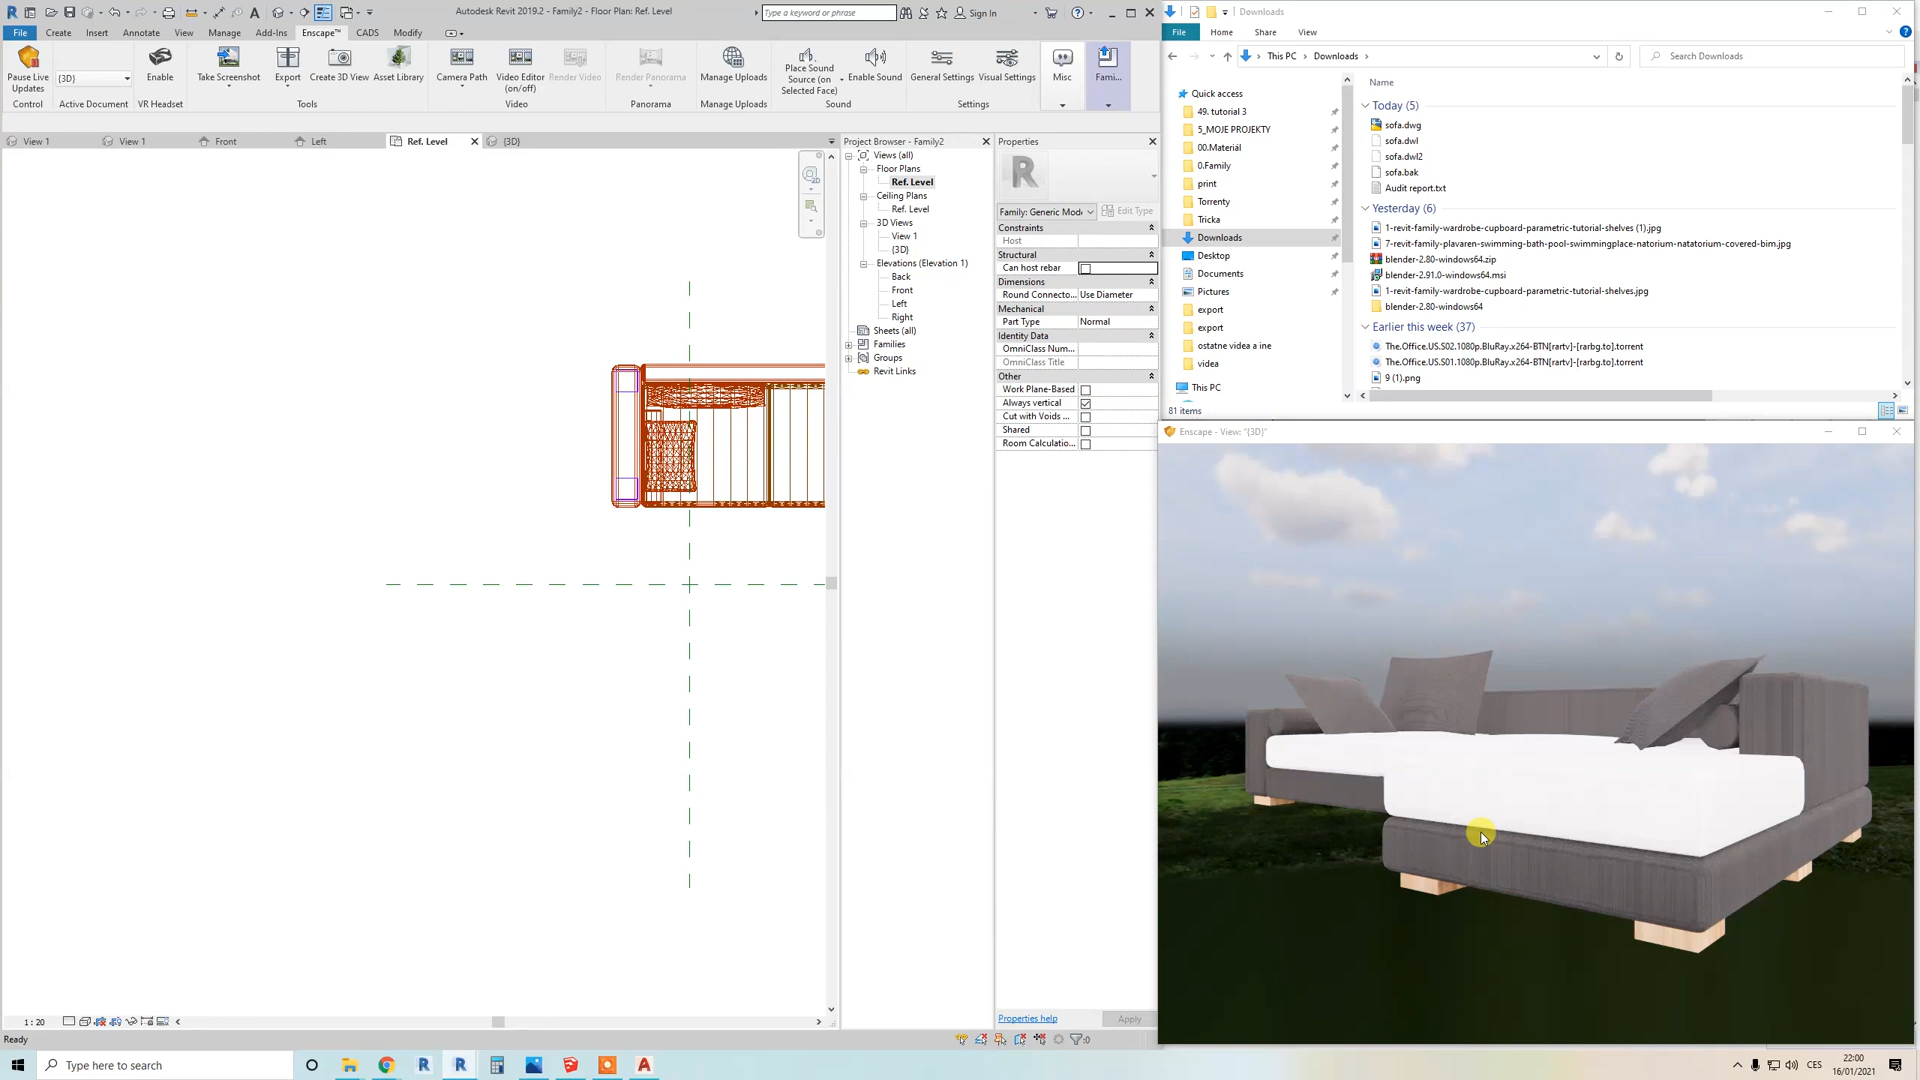 Autodesk Revit 2019.2 - Family2 - Floor Plan: Ref. Level
Type a keyword or phrase
Sign In
File Create Insert Annotate View Manage Add-Ins Enscape™ CADS Modify
Pause Live Updates
{3D}
Enable
Take Screenshot
Export
Create 3D View
Asset Library
Camera Path
Video Editor (on/off)
Render Video
Render Panorama
Manage Uploads
Place Sound Source (on Selected Face)
Enable Sound
General Settings
Visual Settings
Misc
Fami...
Control Active Document VR Headset Tools Video Panorama Manage Uploads Sound Settings
View 1
View 1
Front
Left
Ref. Level
{3D}
Project Browser - Family2
Views (all)
Floor Plans
Ref. Level
Ceiling Plans
Ref. Level
3D Views
View 1
{3D}
Elevations (Elevation 1)
Back
Front
Left
Right
Sheets (all)
Families
Groups
Revit Links
Properties
Family: Generic Mode
Edit Type
Constraints
Host
Structural
Can host rebar
Dimensions
Round Connecto... Use Diameter
Mechanical
Part Type Normal
Identity Data
OmniClass Num...
OmniClass Title
Other
Work Plane-Based
Always vertical
Cut with Voids ...
Shared
Room Calculatio...
Properties help
Apply
1 : 20
Ready
:0
Downloads
File Home Share View
This PC Downloads
Search Downloads
Quick access
49. tutorial 3
5_MOJE PROJEKTY
00.Material
0.Family
print
Torrenty
Tricka
Downloads
Desktop
Documents
Pictures
export
export
ostatne videa a ine
videa
This PC
Name
Today (5)
sofa.dwg
sofa.dwl
sofa.dwl2
sofa.bak
Audit report.txt
Yesterday (6)
1-revit-family-wardrobe-cupboard-parametric-tutorial-shelves (1).jpg
7-revit-family-plavaren-swimming-bath-pool-swimmingplace-natorium-natatorium-covered-bim.jpg
blender-2.80-windows64.zip
blender-2.91.0-windows64.msi
1-revit-family-wardrobe-cupboard-parametric-tutorial-shelves.jpg
blender-2.80-windows64
Earlier this week (37)
The.Office.US.S02.1080p.BluRay.x264-BTN[rartv]-[rarbg.to].torrent
The.Office.US.S01.1080p.BluRay.x264-BTN[rartv]-[rarbg.to].torrent
9 (1).png
81 items
Enscape - View: "{3D}"
Type here to search
CES
22:00
16/01/2021